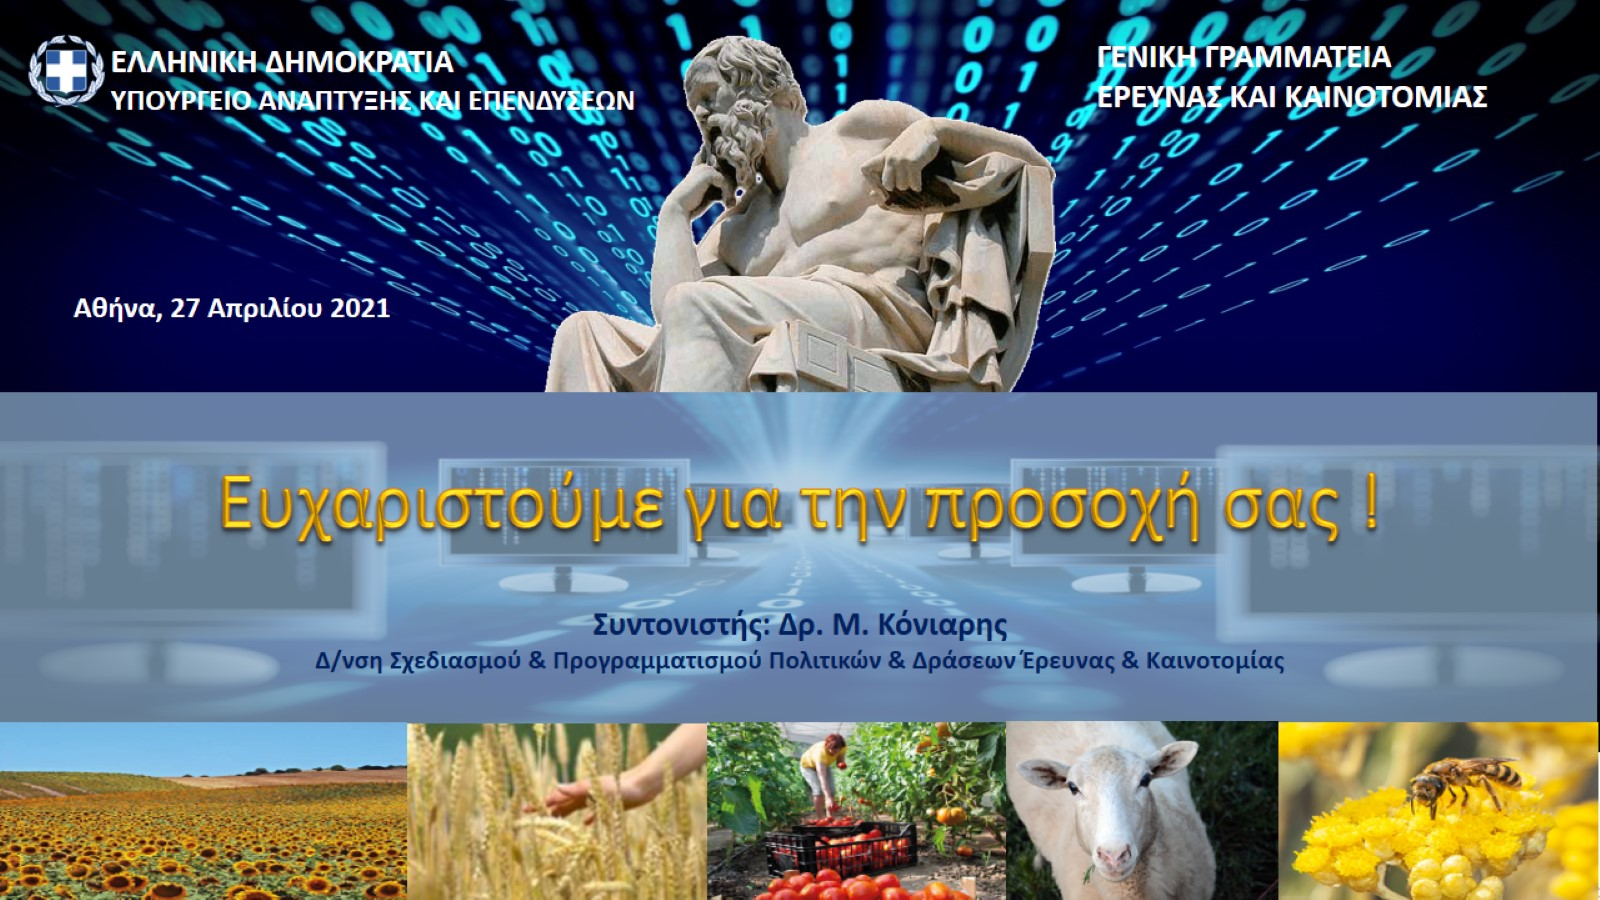 ΕΛΛΗΝΙΚΗ ΔΗΜΟΚΡΑΤΙΑ
ΥΠΟΥΡΓΕΙΟ ΑΝΑΠΤΥΞΗΣ ΚΑΙ ΕΠΕΝΔΥΣΕΩΝ
ΓΕΝΙΚΗ ΓΡΑΜΜΑΤΕΙΑ
ΕΡΕΥΝΑΣ ΚΑΙ ΚΑΙΝΟΤΟΜΙΑΣ
Αθήνα, 27 Απριλίου 2021
Ευχαριστούμε για την προσοχή σας !
Συντονιστής: Δρ. Μ. Κόνιαρης
Δ/νση Σχεδιασμού & Προγραμματισμού Πολιτικών & Δράσεων Έρευνας & Καινοτομίας